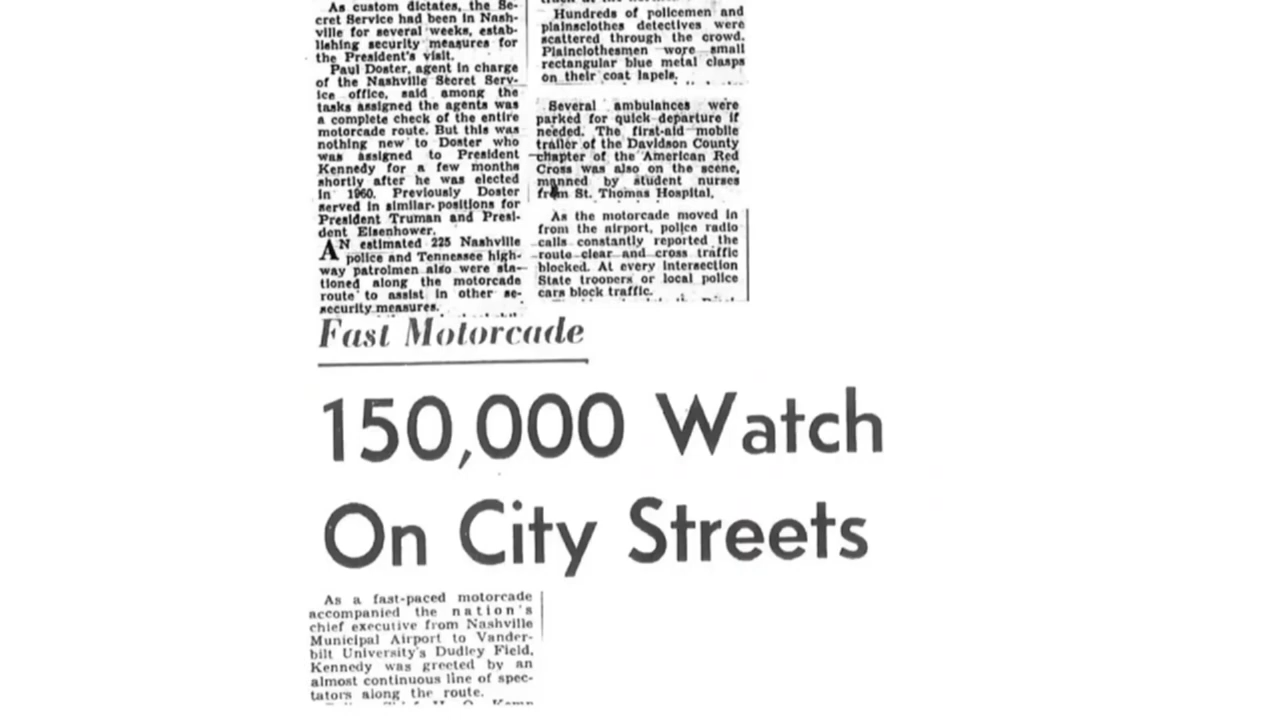 As custom dictates, the Se-
cret Service had been in Nash-
ville for several weeks, estab-
lishing security measures for
the President's visit.
Paul Doster, agent in charge
of the Nashville Secret Serv-
ice office, said among the
tasks assigned the agents was
a complete check of the entire
motorcade route. But this was
nothing new to Doster who
was assigned to President
Kennedy for a few months
shortly after he was elected
in 1960. Previously Doster
served in similar positions for
President Truman and Presi-
dent Eisenhower.
AN estimated 225 Nashville
police and Tennessee high-
way patrolmen also were sta-
tioned along the motorcade
route to assist in other se-
security measures.
Hundreds of policemen and
plainsclothes detectives were
scattered through the crowd.
Plainclothesmen wore small
rectangular blue metal clasps
on their coat lapels.
Several ambulances were
parked for quick departure if
needed. The first-aid mobile
trailer of the Davidson County
chapter of the American Red
Cross was also on the scene,
manned by student nurses
from St. Thomas Hospital.
As the motorcade moved in
from the airport, police radio
calls constantly reported the
route clear and cross traffic
blocked. At every intersection
State troopers or local police
cars block traffic.
Fast Motorcade
150,000 Watch
On City Streets
As a fast-paced motorcade
accompanied the nation's
chief executive from Nashville
Municipal Airport to Vander-
bilt University's Dudley Field,
Kennedy was greeted by an
almost continuous line of spec-
tators along the route.